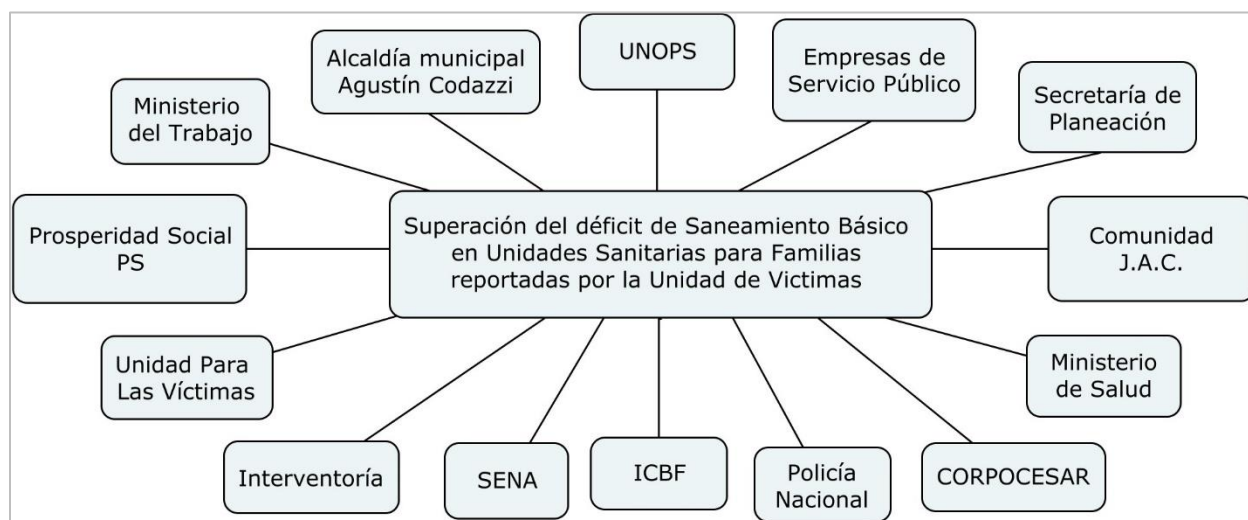 UNOPS
Alcaldía municipal
Agustín Codazzi
Empresas de
Servicio Público
Ministerio
del Trabajo
Secretaría de
Planeación
Prosperidad Social
PS
Superación del déficit de Saneamiento Básico
en Unidades Sanitarias para Familias
reportadas por la Unidad de Victimas
Comunidad
J.A.C.
Unidad Para
Las Víctimas
Ministerio
de Salud
Interventoría
SENA
ICBF
Policía
Nacional
CORPOCESAR